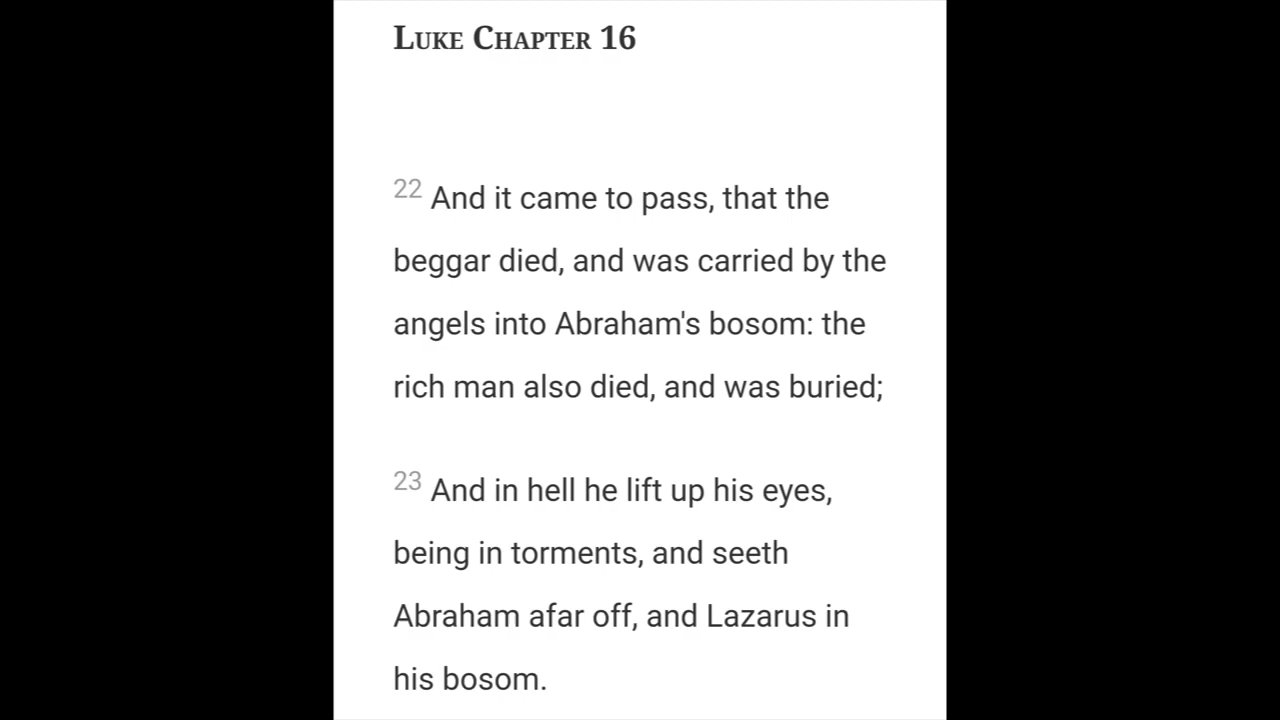 Luke Chapter 16
22 And it came to pass, that the
beggar died, and was carried by the
angels into Abraham's bosom: the
rich man also died, and was buried;
23 And in hell he lift up his eyes,
being in torments, and seeth
Abraham afar off, and Lazarus in
his bosom.